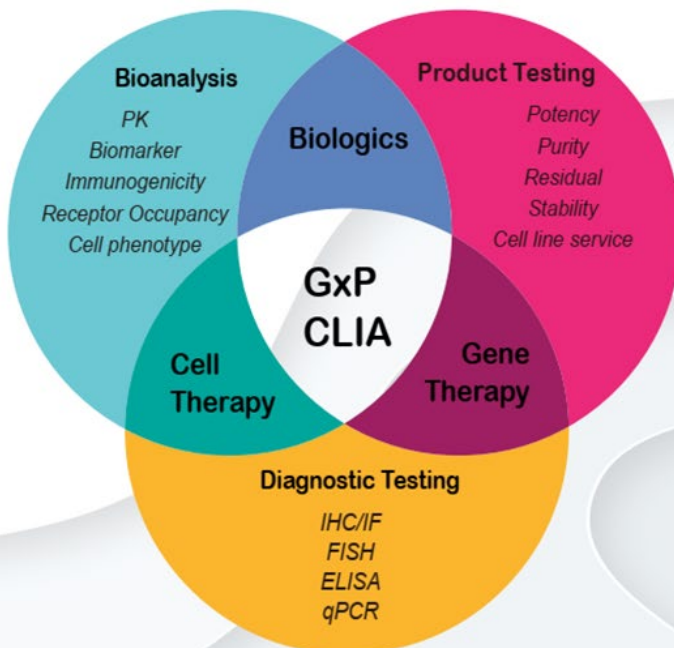 Bioanalysis
PK
Biomarker
Immunogenicity
Receptor Occupancy
Cell phenotype
Biologics
Product Testing
Potency
Purity
Residual
Stability
Cell line service
GxP
CLIA
Cell
Therapy
Gene
Therapy
Diagnostic Testing
IHC/IF
FISH
ELISA
qPCR